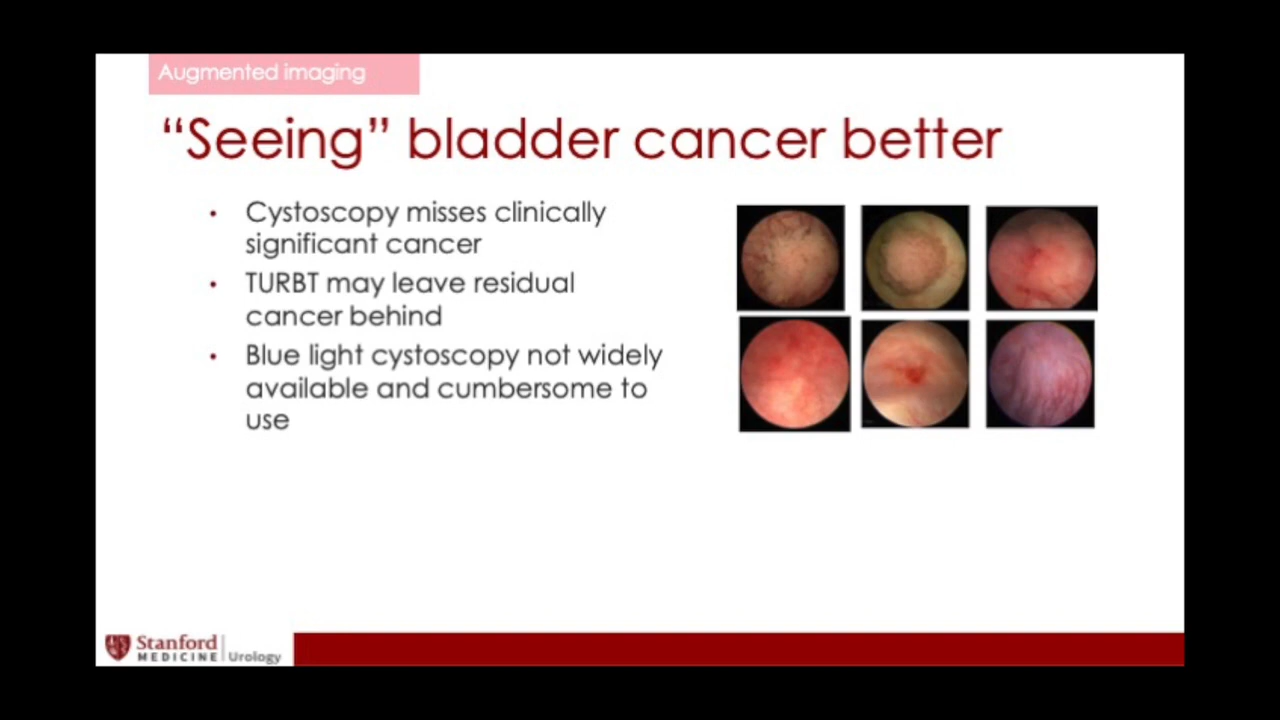 Augmented imaging
“Seeing” bladder cancer better
• Cystoscopy misses clinically
significant cancer
• TURBT may leave residual
cancer behind
• Blue light cystoscopy not widely
available and cumbersome to
use
Stanford
MEDICINE | Urology